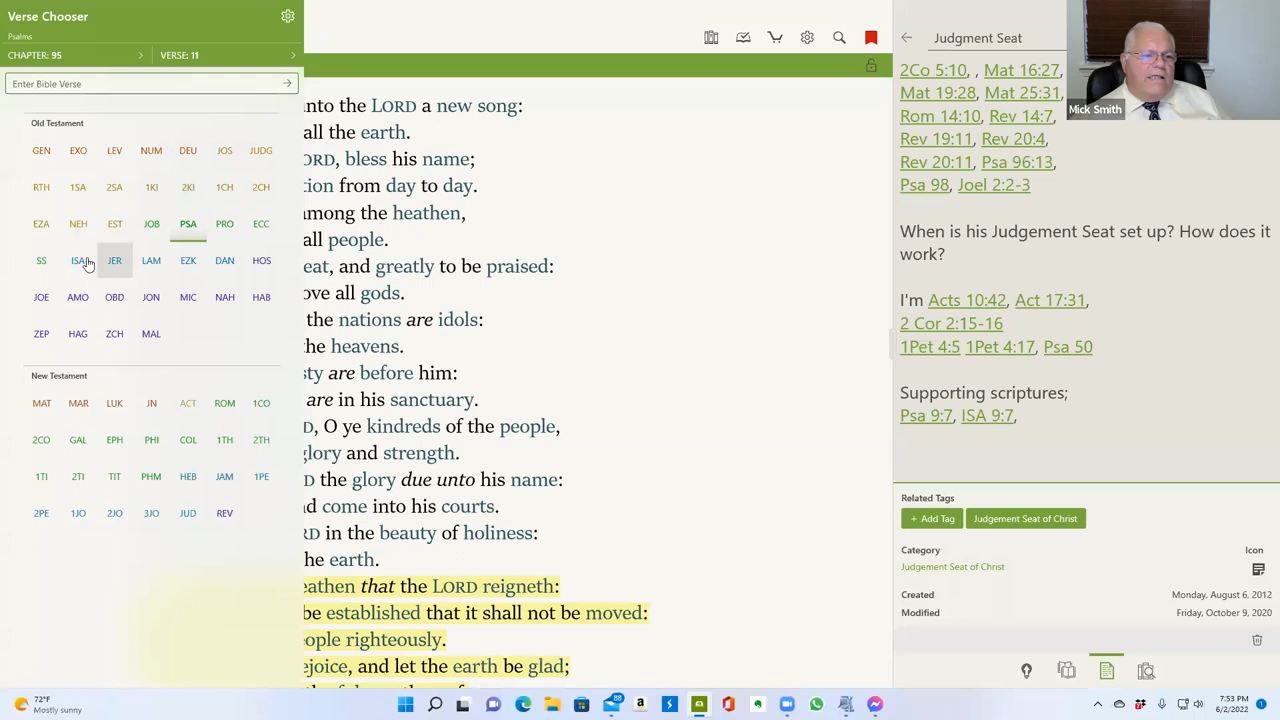 Verse Chooser
Psalms
CHAPTER: 95
VERSE: 11
Enter Bible Verse
Old Testament
GEN EXO LEV NUM DEU JOS JUDG
RTH 1SA 2SA 1KI 2KI 1CH 2CH
EZA NEH EST JOB PSA PRO ECC
SS ISA JER LAM EZK DAN HOS
JOE AMO OBD JON MIC NAH HAB
ZEP HAG ZCH MAL
New Testament
MAT MAR LUK JN ACT ROM 1CO
2CO GAL EPH PHI COL 1TH 2TH
1TI 2TI TIT PHM HEB JAM 1PE
2PE 1JO 2JO 3JO JUD REV
into the LORD a new song:
all the earth.
ORD, bless his name;
tion from day to day.
among the heathen,
all people.
eat, and greatly to be praised:
ove all gods.
the nations are idols:
the heavens.
sty are before him:
are in his sanctuary.
D, O ye kindreds of the people,
glory and strength.
D the glory due unto his name:
d come into his courts.
RD in the beauty of holiness:
he earth.
eathen that the LORD reigneth:
be established that it shall not be moved:
ople righteously.
ejoice, and let the earth be glad;
Judgment Seat
2Co 5:10, , Mat 16:27,
Mat 19:28, Mat 25:31,
Rom 14:10, Rev 14:7,
Rev 19:11, Rev 20:4,
Rev 20:11, Psa 96:13,
Psa 98, Joel 2:2-3
When is his Judgement Seat set up? How does it
work?
I'm Acts 10:42, Act 17:31,
2 Cor 2:15-16
1Pet 4:5 1Pet 4:17, Psa 50
Supporting scriptures;
Psa 9:7, ISA 9:7,
Related Tags
+ Add Tag
Judgement Seat of Christ
Category
Icon
Judgement Seat of Christ
Created
Monday, August 6, 2012
Modified
Friday, October 9, 2020
Mick Smith
72°F
Mostly sunny
88
7:53 PM
6/2/2022